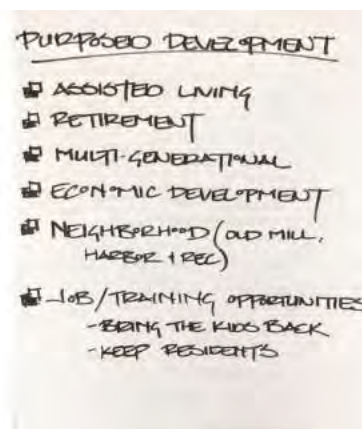 PURPOSED DEVELOPMENT
ASSISTED LIVING
RETIREMENT
MULTI-GENERATIONAL
ECONOMIC DEVELOPMENT
NEIGHBORHOOD (OLD MILL,
HARBOR + REC)
JOB/TRAINING OPPORTUNITIES
-BRING THE KIDS BACK
-KEEP RESIDENTS